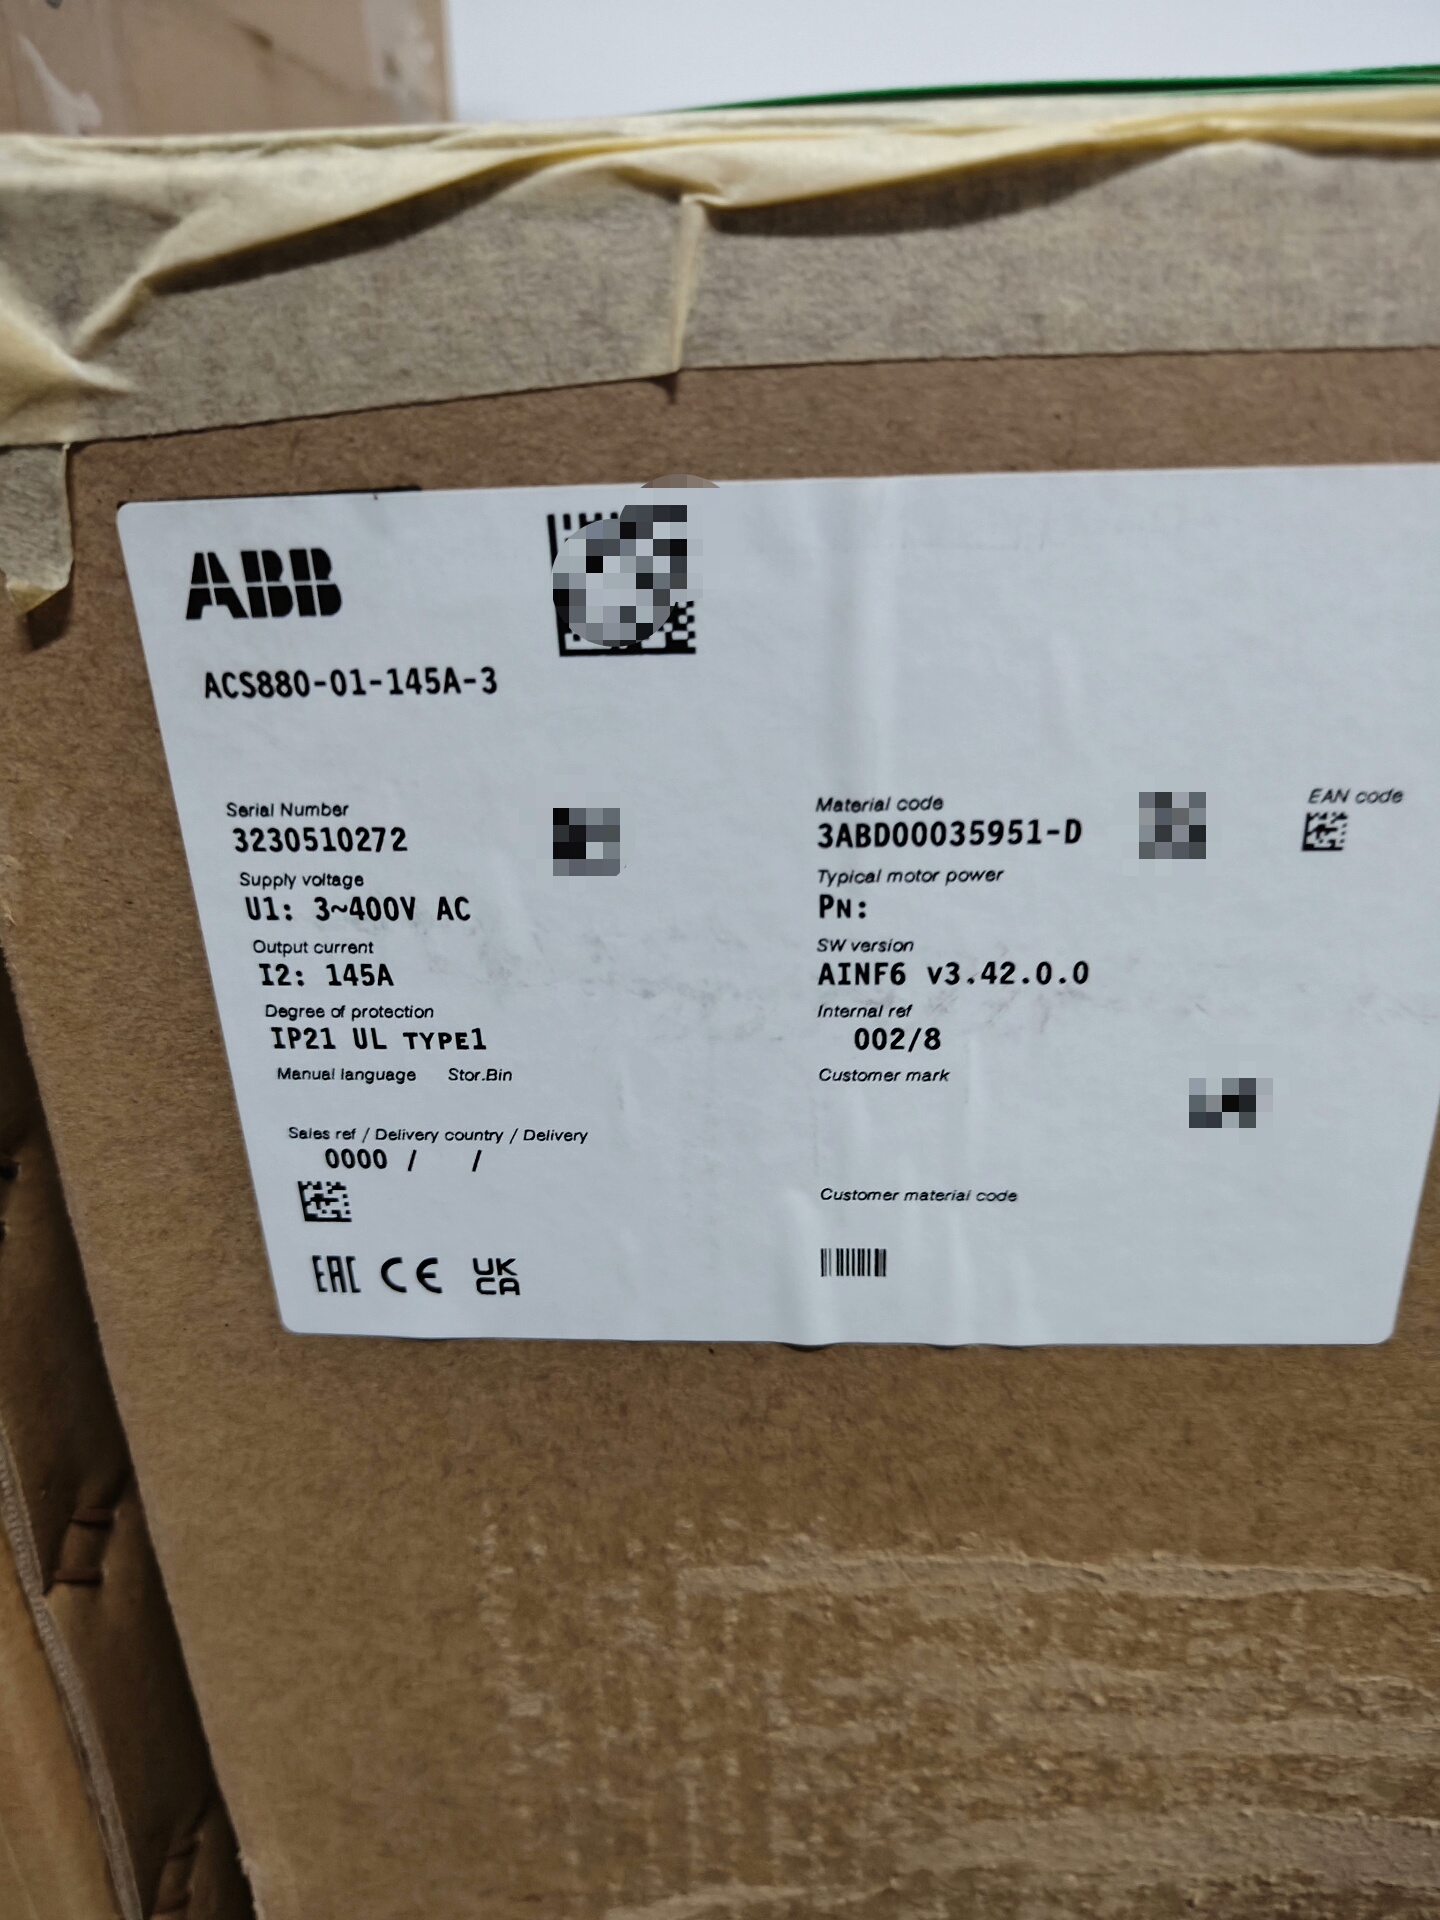 ABB
ACS880-01-145A-3
Serial Number
3230510272
Supply voltage
U1: 3~400V AC
Output current
I2: 145A
Degree of protection
IP21 UL TYPE1
Manual language Stor.Bin
Sales ref / Delivery country / Delivery
0000 / /
EAC CE UKCA
Material code
3ABD00035951-D
EAN code
Typical motor power
PN:
SW version
AINF6 v3.42.0.0
Internal ref
002/8
Customer mark
Customer material code